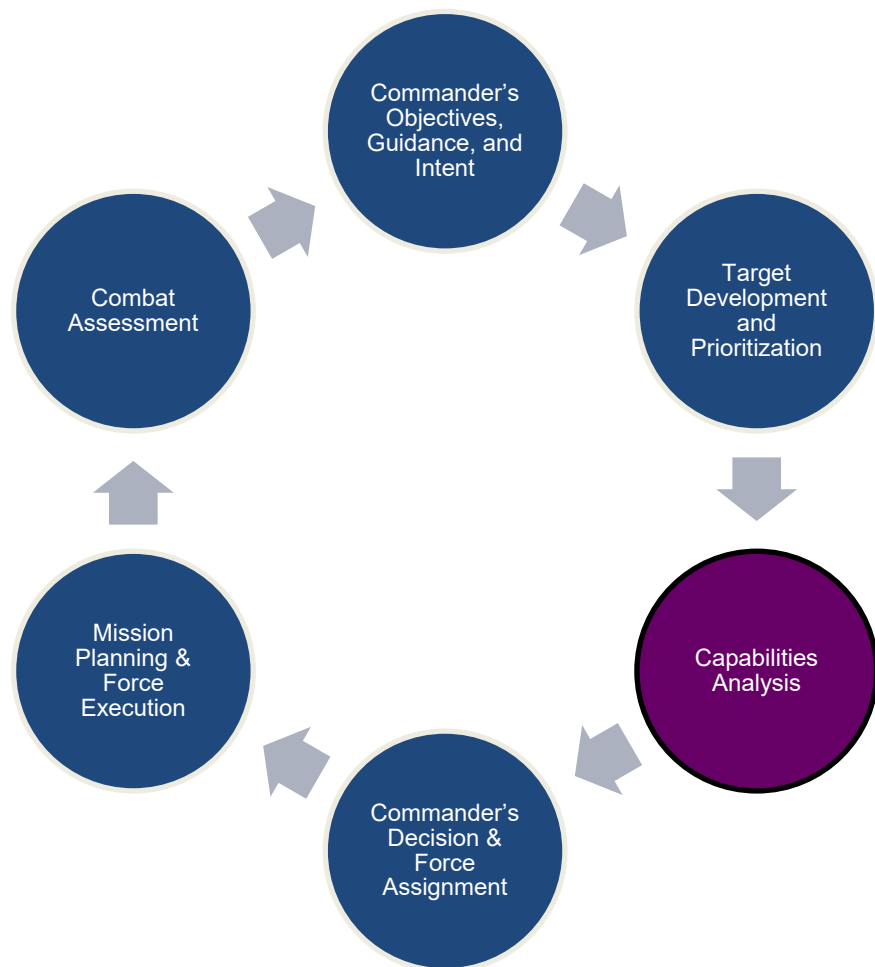 Commander’s
Objectives,
Guidance, and
Intent
Target
Development
and
Prioritization
Capabilities
Analysis
Commander’s
Decision &
Force
Assignment
Mission
Planning &
Force
Execution
Combat
Assessment